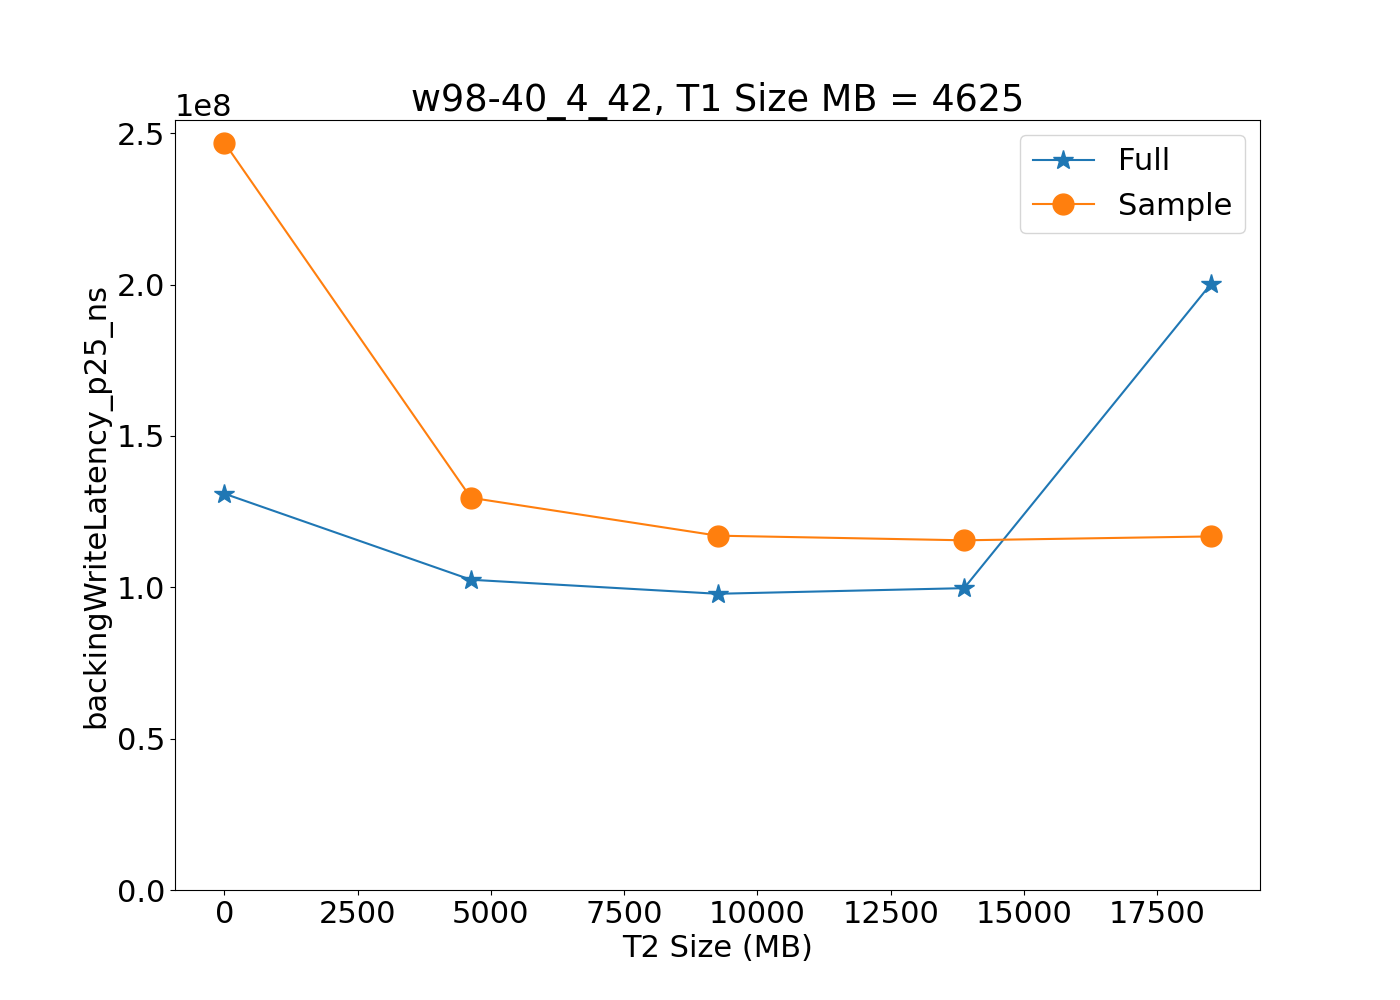 w98-40_4_42, T1 Size MB = 4625
1e8
2.5
2.0
1.5
1.0
0.5
0.0
backingWriteLatency_p25_ns
Full
Sample
0 2500 5000 7500 10000 12500 15000 17500
T2 Size (MB)